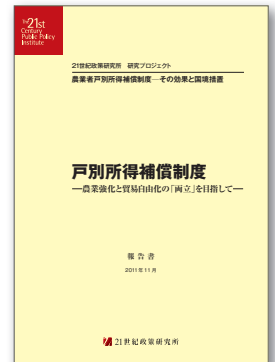 The 21st
Century
Public Policy
Institute
21世紀政策研究所 研究プロジェクト
農業者戸別所得補償制度―その効果と国境措置
戸別所得補償制度
―農業強化と貿易自由化の「両立」を目指して―
報告書
2011年11月
21世紀政策研究所